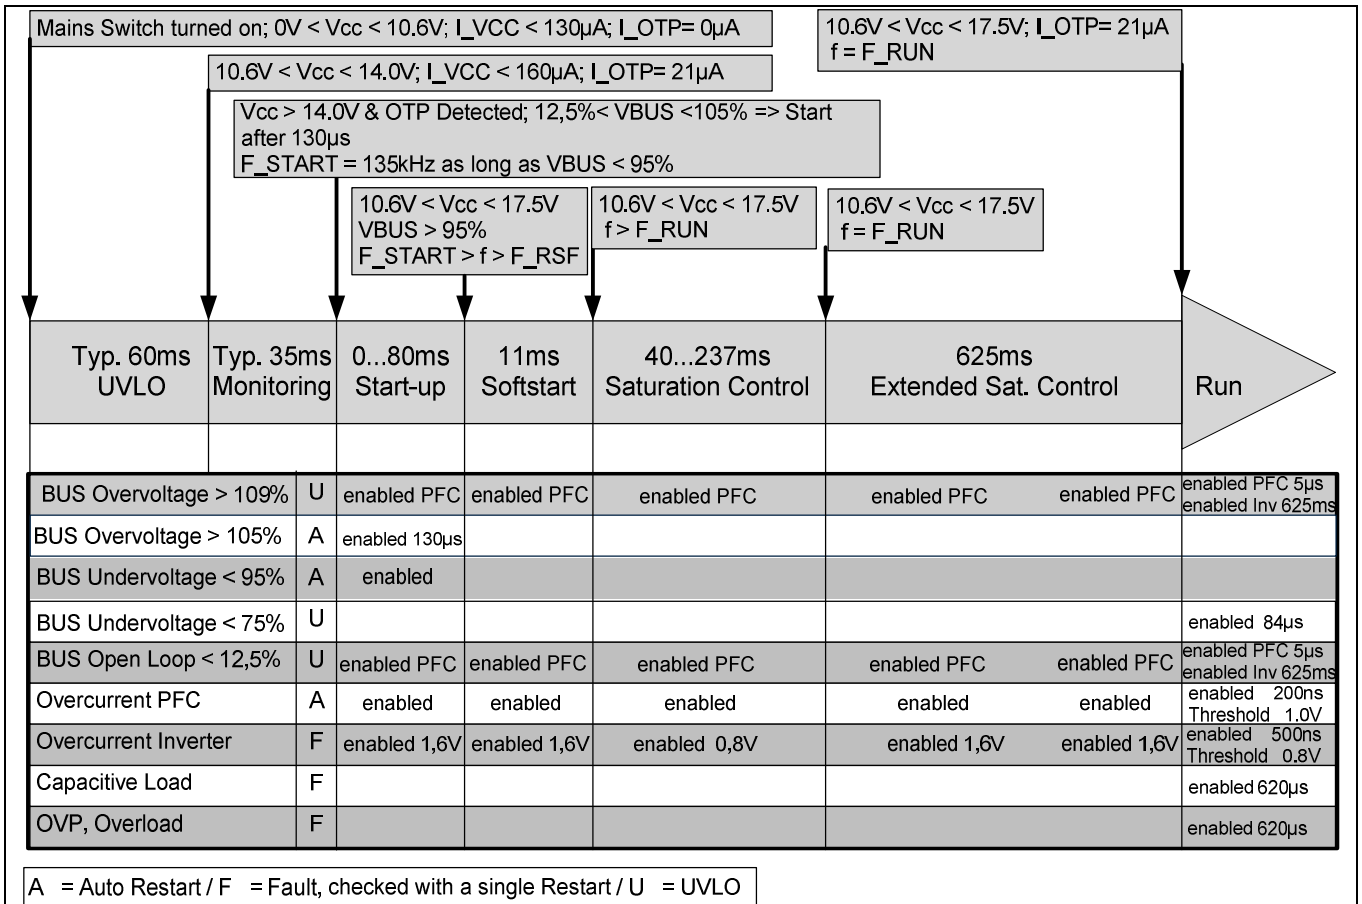 Mains Switch turned on; 0V < Vcc < 10.6V; I_VCC < 130µA; I_OTP= 0µA
10.6V < Vcc < 17.5V; I_OTP= 21µA
f = F_RUN
10.6V < Vcc < 14.0V; I_VCC < 160µA; I_OTP= 21µA
Vcc > 14.0V & OTP Detected; 12,5%< VBUS <105% => Start
after 130µs
F_START = 135kHz as long as VBUS < 95%
10.6V < Vcc < 17.5V
VBUS > 95%
F_START > f > F_RSF
10.6V < Vcc < 17.5V
f > F_RUN
10.6V < Vcc < 17.5V
f = F_RUN
Typ. 60ms
UVLO
Typ. 35ms
Monitoring
0...80ms
Start-up
11ms
Softstart
40...237ms
Saturation Control
625ms
Extended Sat. Control
Run
BUS Overvoltage > 109% U enabled PFC enabled PFC enabled PFC enabled PFC enabled PFC enabled PFC 5µs
enabled Inv 625ms
BUS Overvoltage > 105% A enabled 130µs
BUS Undervoltage < 95% A enabled
BUS Undervoltage < 75% U enabled 84µs
BUS Open Loop < 12,5% U enabled PFC enabled PFC enabled PFC enabled PFC enabled PFC enabled PFC 5µs
enabled Inv 625ms
Overcurrent PFC A enabled enabled enabled enabled enabled enabled 200ns
Threshold 1.0V
Overcurrent Inverter F enabled 1,6V enabled 1,6V enabled 0,8V enabled 1,6V enabled 1,6V enabled 500ns
Threshold 0.8V
Capacitive Load F enabled 620µs
OVP, Overload F enabled 620µs
A = Auto Restart / F = Fault, checked with a single Restart / U = UVLO